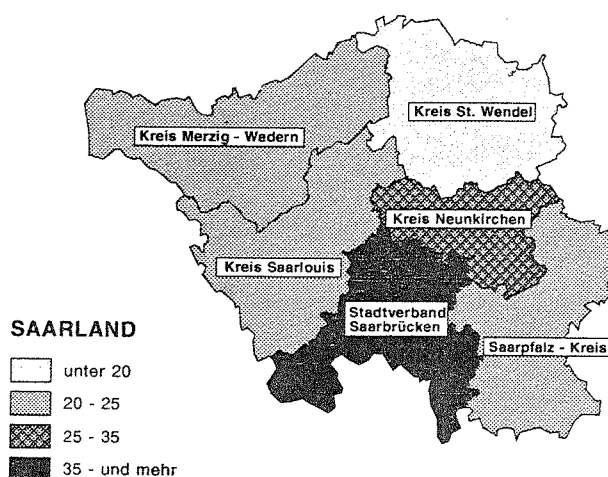 Kreis St. Wendel
Kreis Merzig - Wadern
Kreis Neunkirchen
Kreis Saarlouis
Stadtverband
Saarbrücken
Saarpfalz - Kreis
SAARLAND
unter 20
20 - 25
25 - 35
35 - und mehr